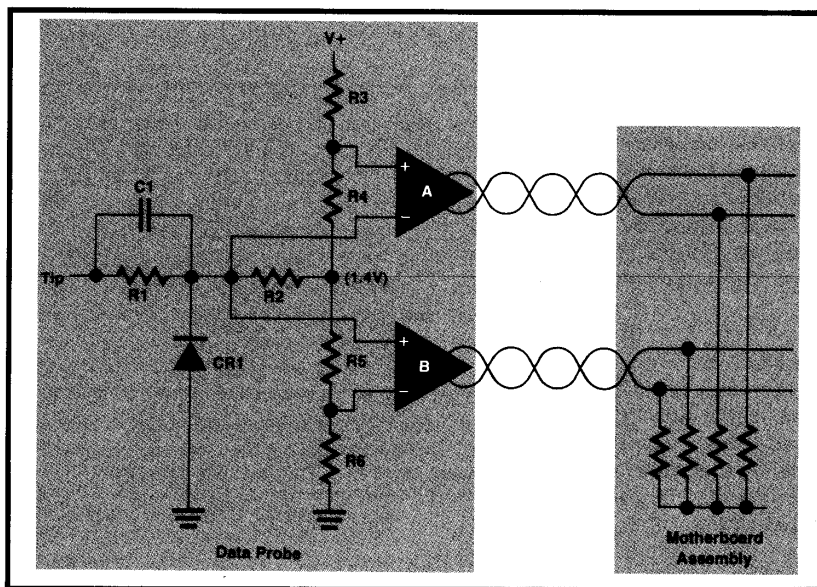 V+
R3
C1
+
A
−
R4
Tip
R1
R2
(1.4V)
+
B
−
R5
CR1
R6
Data Probe
Motherboard
Assembly